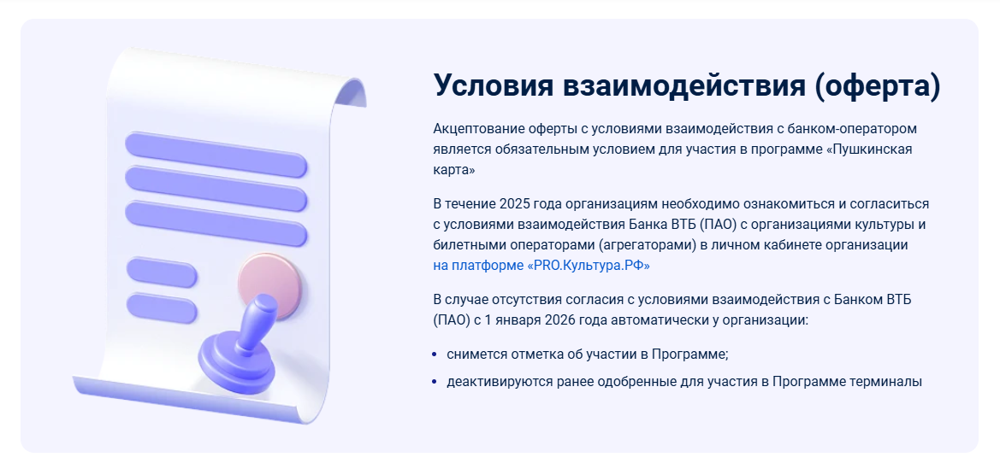 Условия взаимодействия (оферта)
Акцептование оферты с условиями взаимодействия с банком-оператором
является обязательным условием для участия в программе «Пушкинская
карта»
В течение 2025 года организациям необходимо ознакомиться и согласиться
с условиями взаимодействия Банка ВТБ (ПАО) с организациями культуры и
билетными операторами (агрегаторами) в личном кабинете организации
на платформе «PRO.Культура.РФ»
В случае отсутствия согласия с условиями взаимодействия с Банком ВТБ
(ПАО) с 1 января 2026 года автоматически у организации:
• снимется отметка об участии в Программе;
• деактивируются ранее одобренные для участия в Программе терминалы